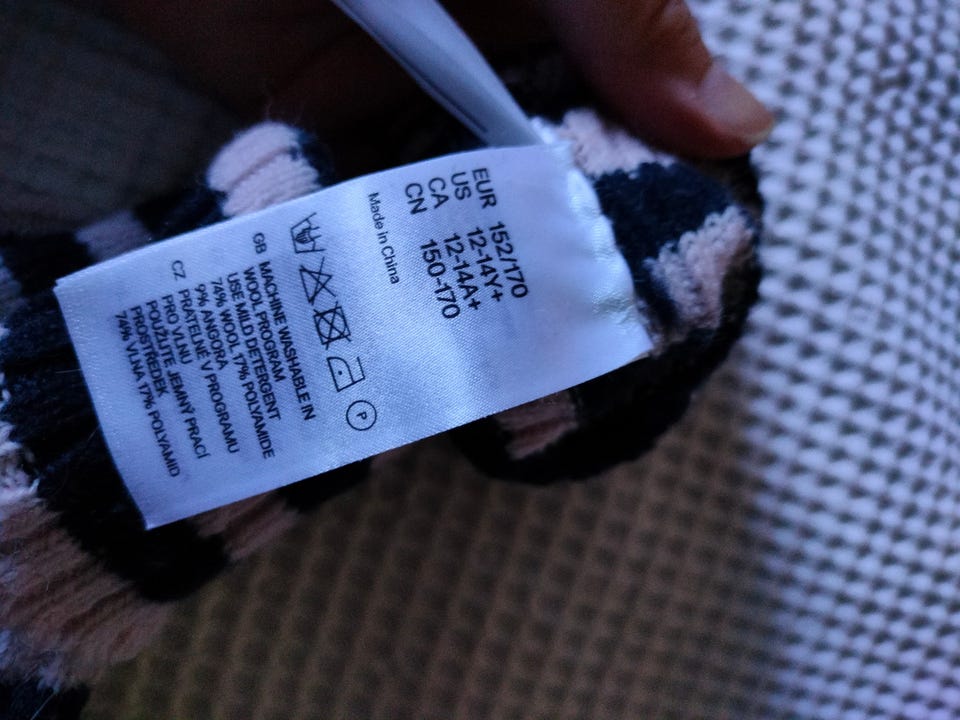 EUR 152/170
US 12-14Y+
CA 12-14A+
CN 150-170
Made in China
P
GB MACHINE WASHABLE IN
WOOL PROGRAM
USE MILD DETERGENT
74% WOOL 17% POLYAMIDE
9% ANGORA
CZ PRATELNÉ V PROGRAMU
PRO VLNU
POUŽIJTE JEMNÝ PRACÍ
PROSTŘEDEK
74% VLNA 17% POLYAMID